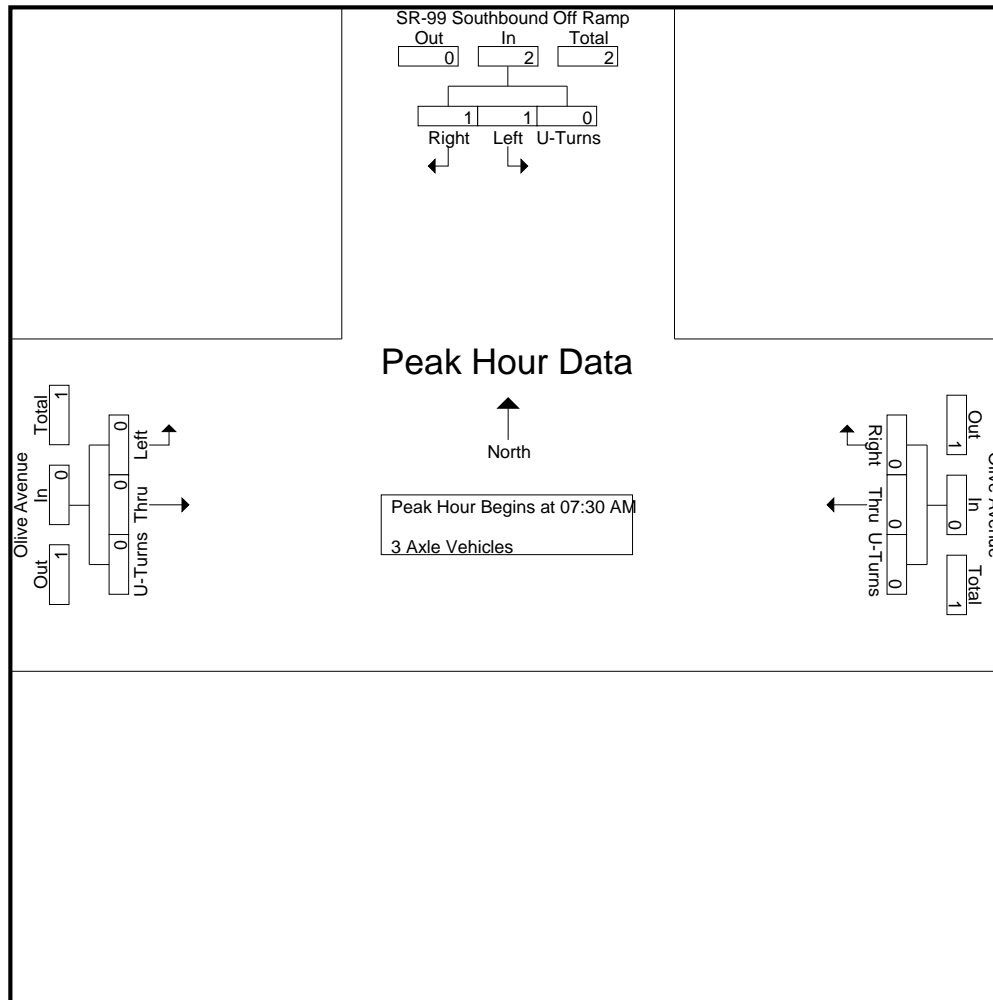 SR-99 Southbound Off Ramp
Out In Total
0 2 2
1 1 0
Right Left U-Turns
Peak Hour Data
North
Peak Hour Begins at 07:30 AM
3 Axle Vehicles
Olive Avenue
Out In Total
1 0 1
0 0 0
U-Turns Thru Left
Right Thru U-Turns
0 0 0
Out In Total
1 0 1
Olive Avenue